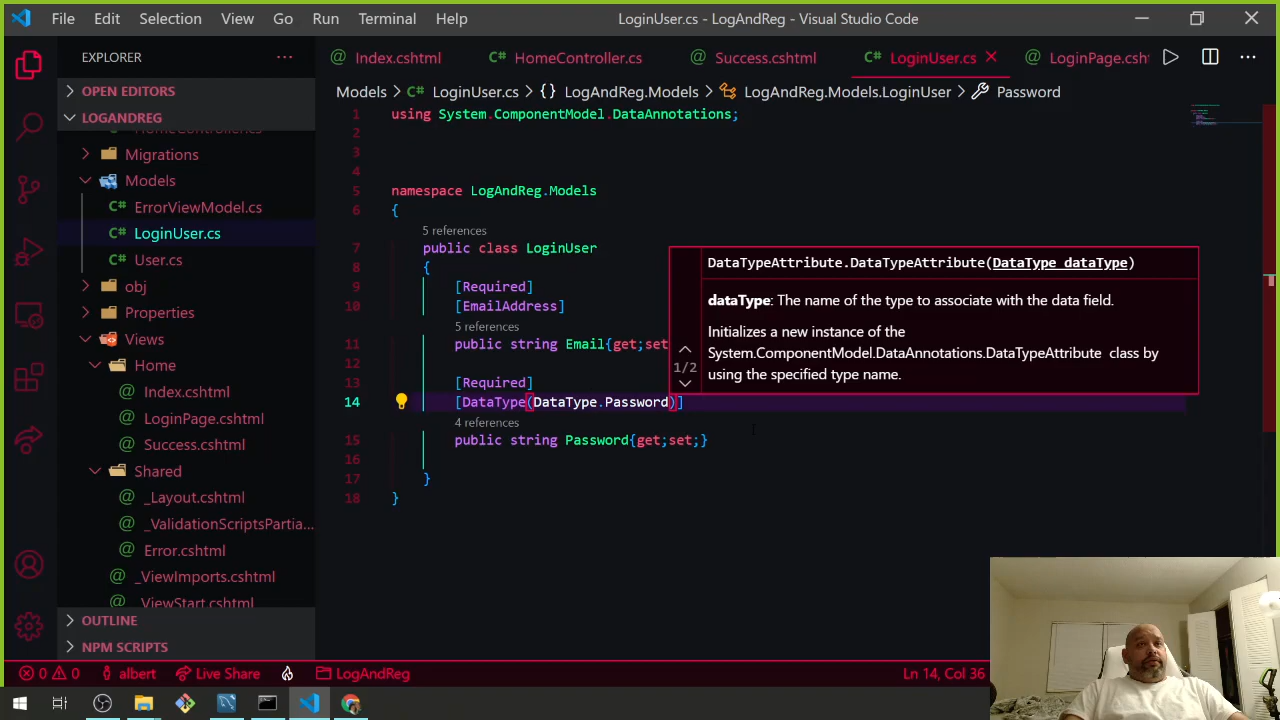 File Edit Selection View Go Run Terminal Help LoginUser.cs - LogAndReg - Visual Studio Code
EXPLORER
Index.cshtml HomeController.cs Success.cshtml LoginUser.cs LoginPage.csh
OPEN EDITORS
Models > LoginUser.cs > {} LogAndReg.Models > LogAndReg.Models.LoginUser > Password
LOGANDREG
HomeController.cs
Migrations
Models
ErrorViewModel.cs
LoginUser.cs
User.cs
obj
Properties
Views
Home
Index.cshtml
LoginPage.cshtml
Success.cshtml
Shared
_Layout.cshtml
_ValidationScriptsPartia...
Error.cshtml
_ViewImports.cshtml
_ViewStart.cshtml
OUTLINE
NPM SCRIPTS
1 using System.ComponentModel.DataAnnotations;
2
3
4
5 namespace LogAndReg.Models
6 {
5 references
7 public class LoginUser
8 {
9 [Required]
10 [EmailAddress]
5 references
11 public string Email{get;set
12
13 [Required]
14 [DataType(DataType.Password)]
4 references
15 public string Password{get;set;}
16
17 }
18 }
DataTypeAttribute.DataTypeAttribute(DataType dataType)
dataType: The name of the type to associate with the data field.
Initializes a new instance of the
System.ComponentModel.DataAnnotations.DataTypeAttribute class by
1/2
using the specified type name.
0 0 albert Live Share LogAndReg Ln 14, Col 36